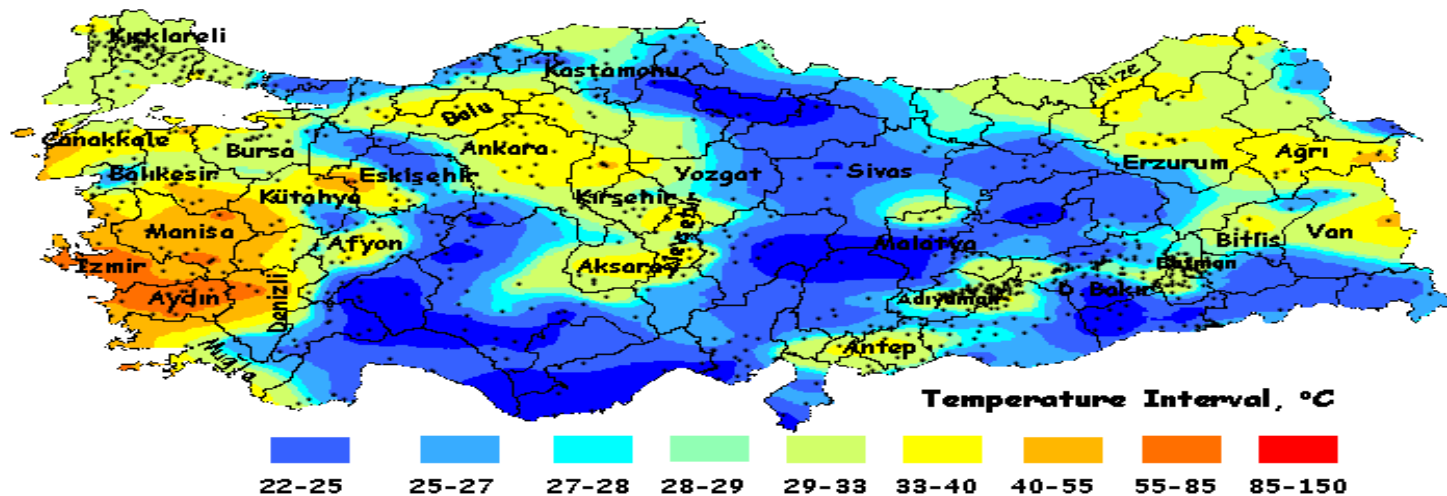 Kırklareli
Kastamonu
Rize
Bolu
Çanakkale
Bursa
Ankara
Erzurum
Ağrı
Balıkesir
Eskişehir
Yozgat
Sivas
Kütahya
Kırşehir
Manisa
Afyon
Malatya
Bitlis
Van
İzmir
Aksaray
Batman
Aydın
Denizli
Adıyaman
D Bakır
Muğla
Antep
Temperature Interval, °C
22-25 25-27 27-28 28-29 29-33 33-40 40-55 55-85 85-150